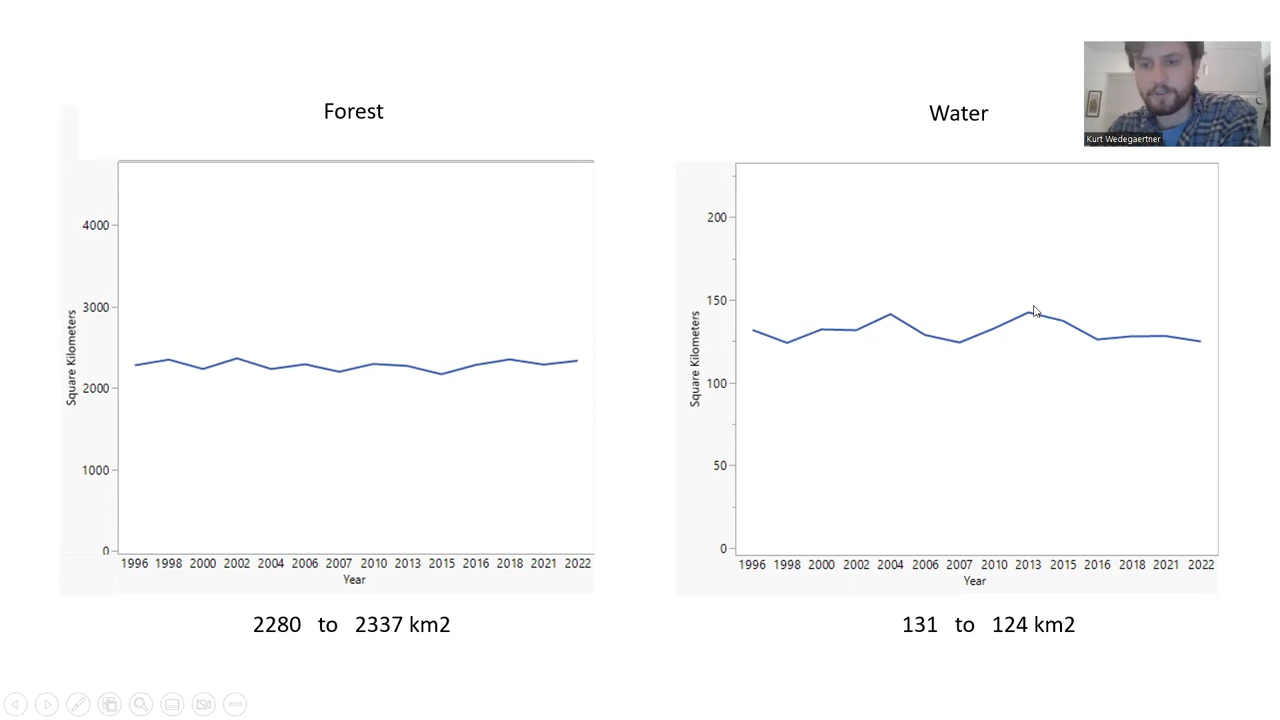 Forest
4000
3000
2000
1000
0
Square Kilometers
1996 1998 2000 2002 2004 2006 2007 2010 2013 2015 2016 2018 2021 2022
Year
2280 to 2337 km2
Water
200
150
100
50
0
Square Kilometers
1996 1998 2000 2002 2004 2006 2007 2010 2013 2015 2016 2018 2021 2022
Year
131 to 124 km2
Kurt Wedegaertner